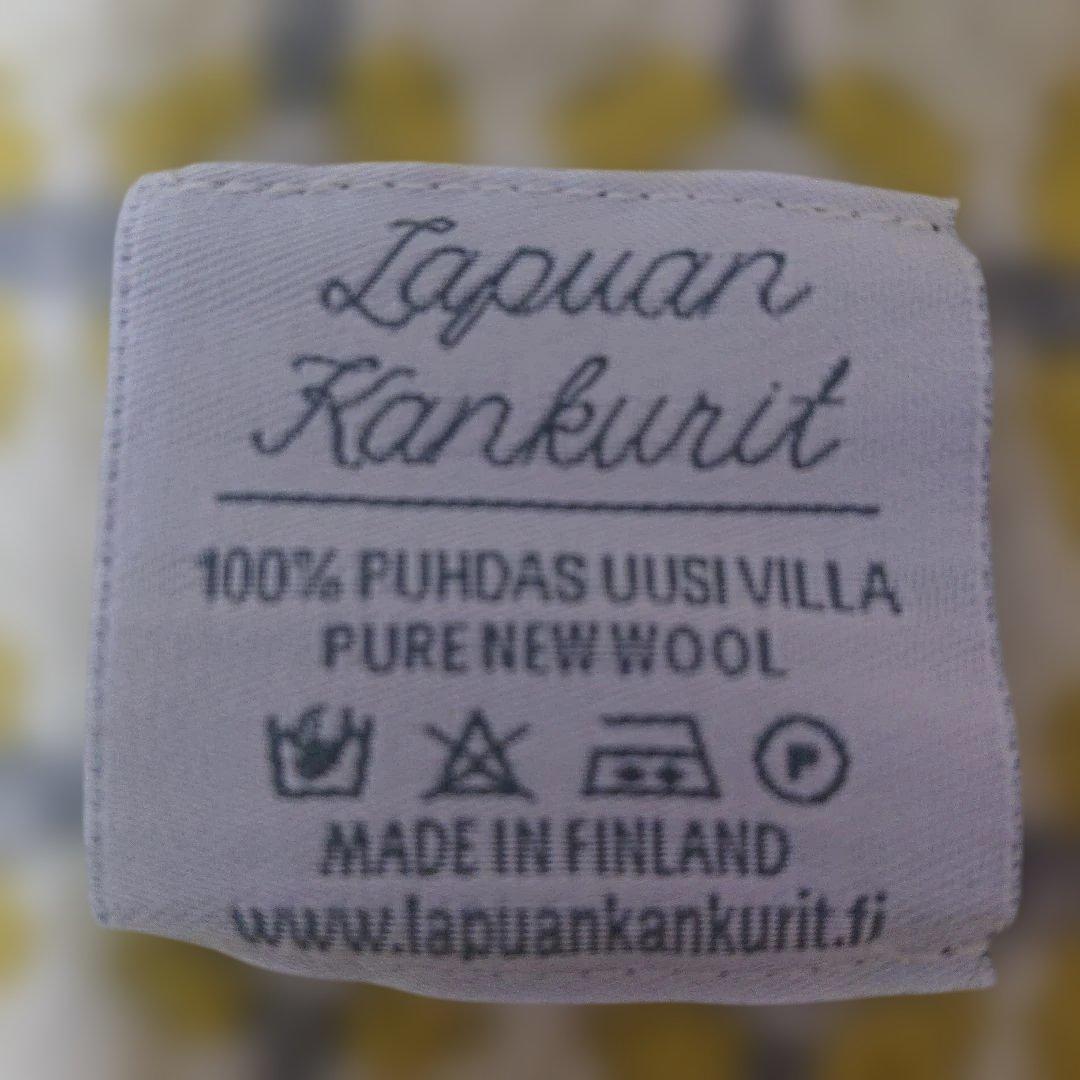 Lapuan
Kankurit
100% PUHDAS UUSI VILLA
PURE NEW WOOL
P
MADE IN FINLAND
www.lapuankankurit.fi